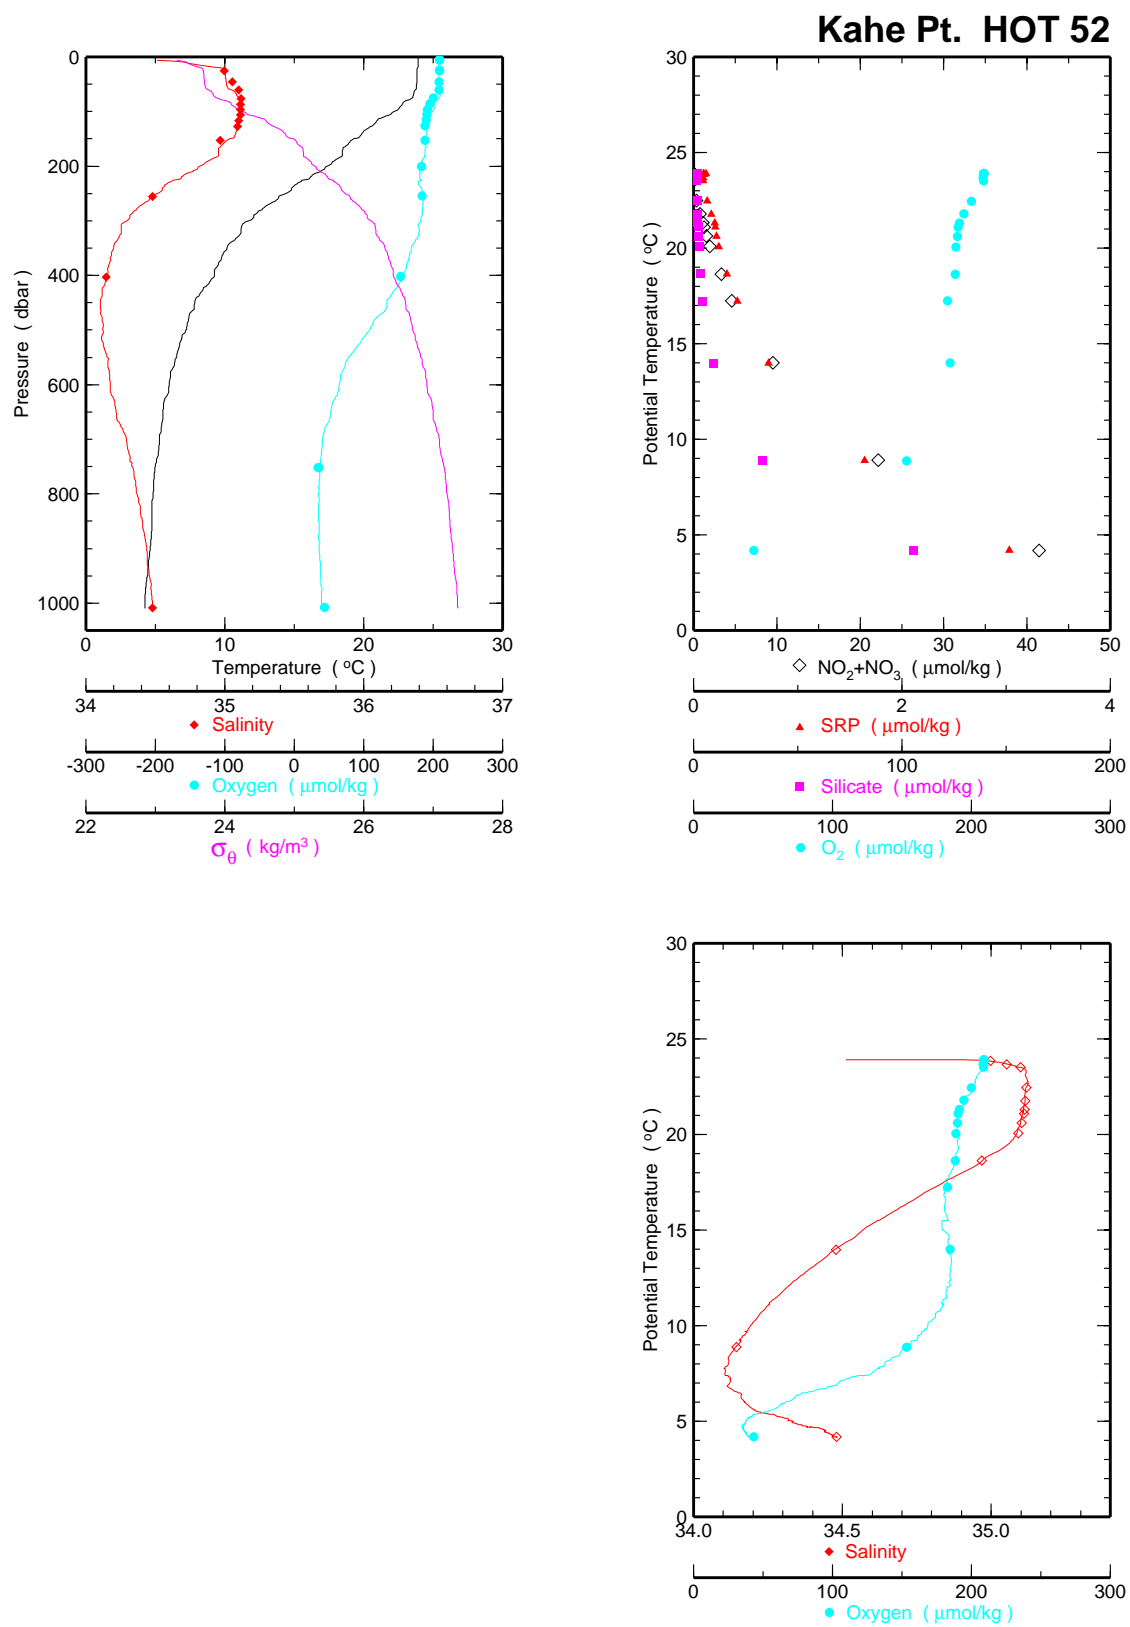 Kahe Pt. HOT 52
0
200
400
600
800
1000
Pressure ( dbar )
0 10 20 30
Temperature ( °C )
34 35 36 37
Salinity
-300 -200 -100 0 100 200 300
Oxygen ( μmol/kg )
22 24 26 28
σθ ( kg/m³ )
30
25
20
15
10
5
0
Potential Temperature ( °C )
0 10 20 30 40 50
NO₂+NO₃ ( μmol/kg )
0 2 4
SRP ( μmol/kg )
0 100 200
Silicate ( μmol/kg )
0 100 200 300
O₂ ( μmol/kg )
30
25
20
15
10
5
0
Potential Temperature ( °C )
34.0 34.5 35.0
Salinity
0 100 200 300
Oxygen ( μmol/kg )